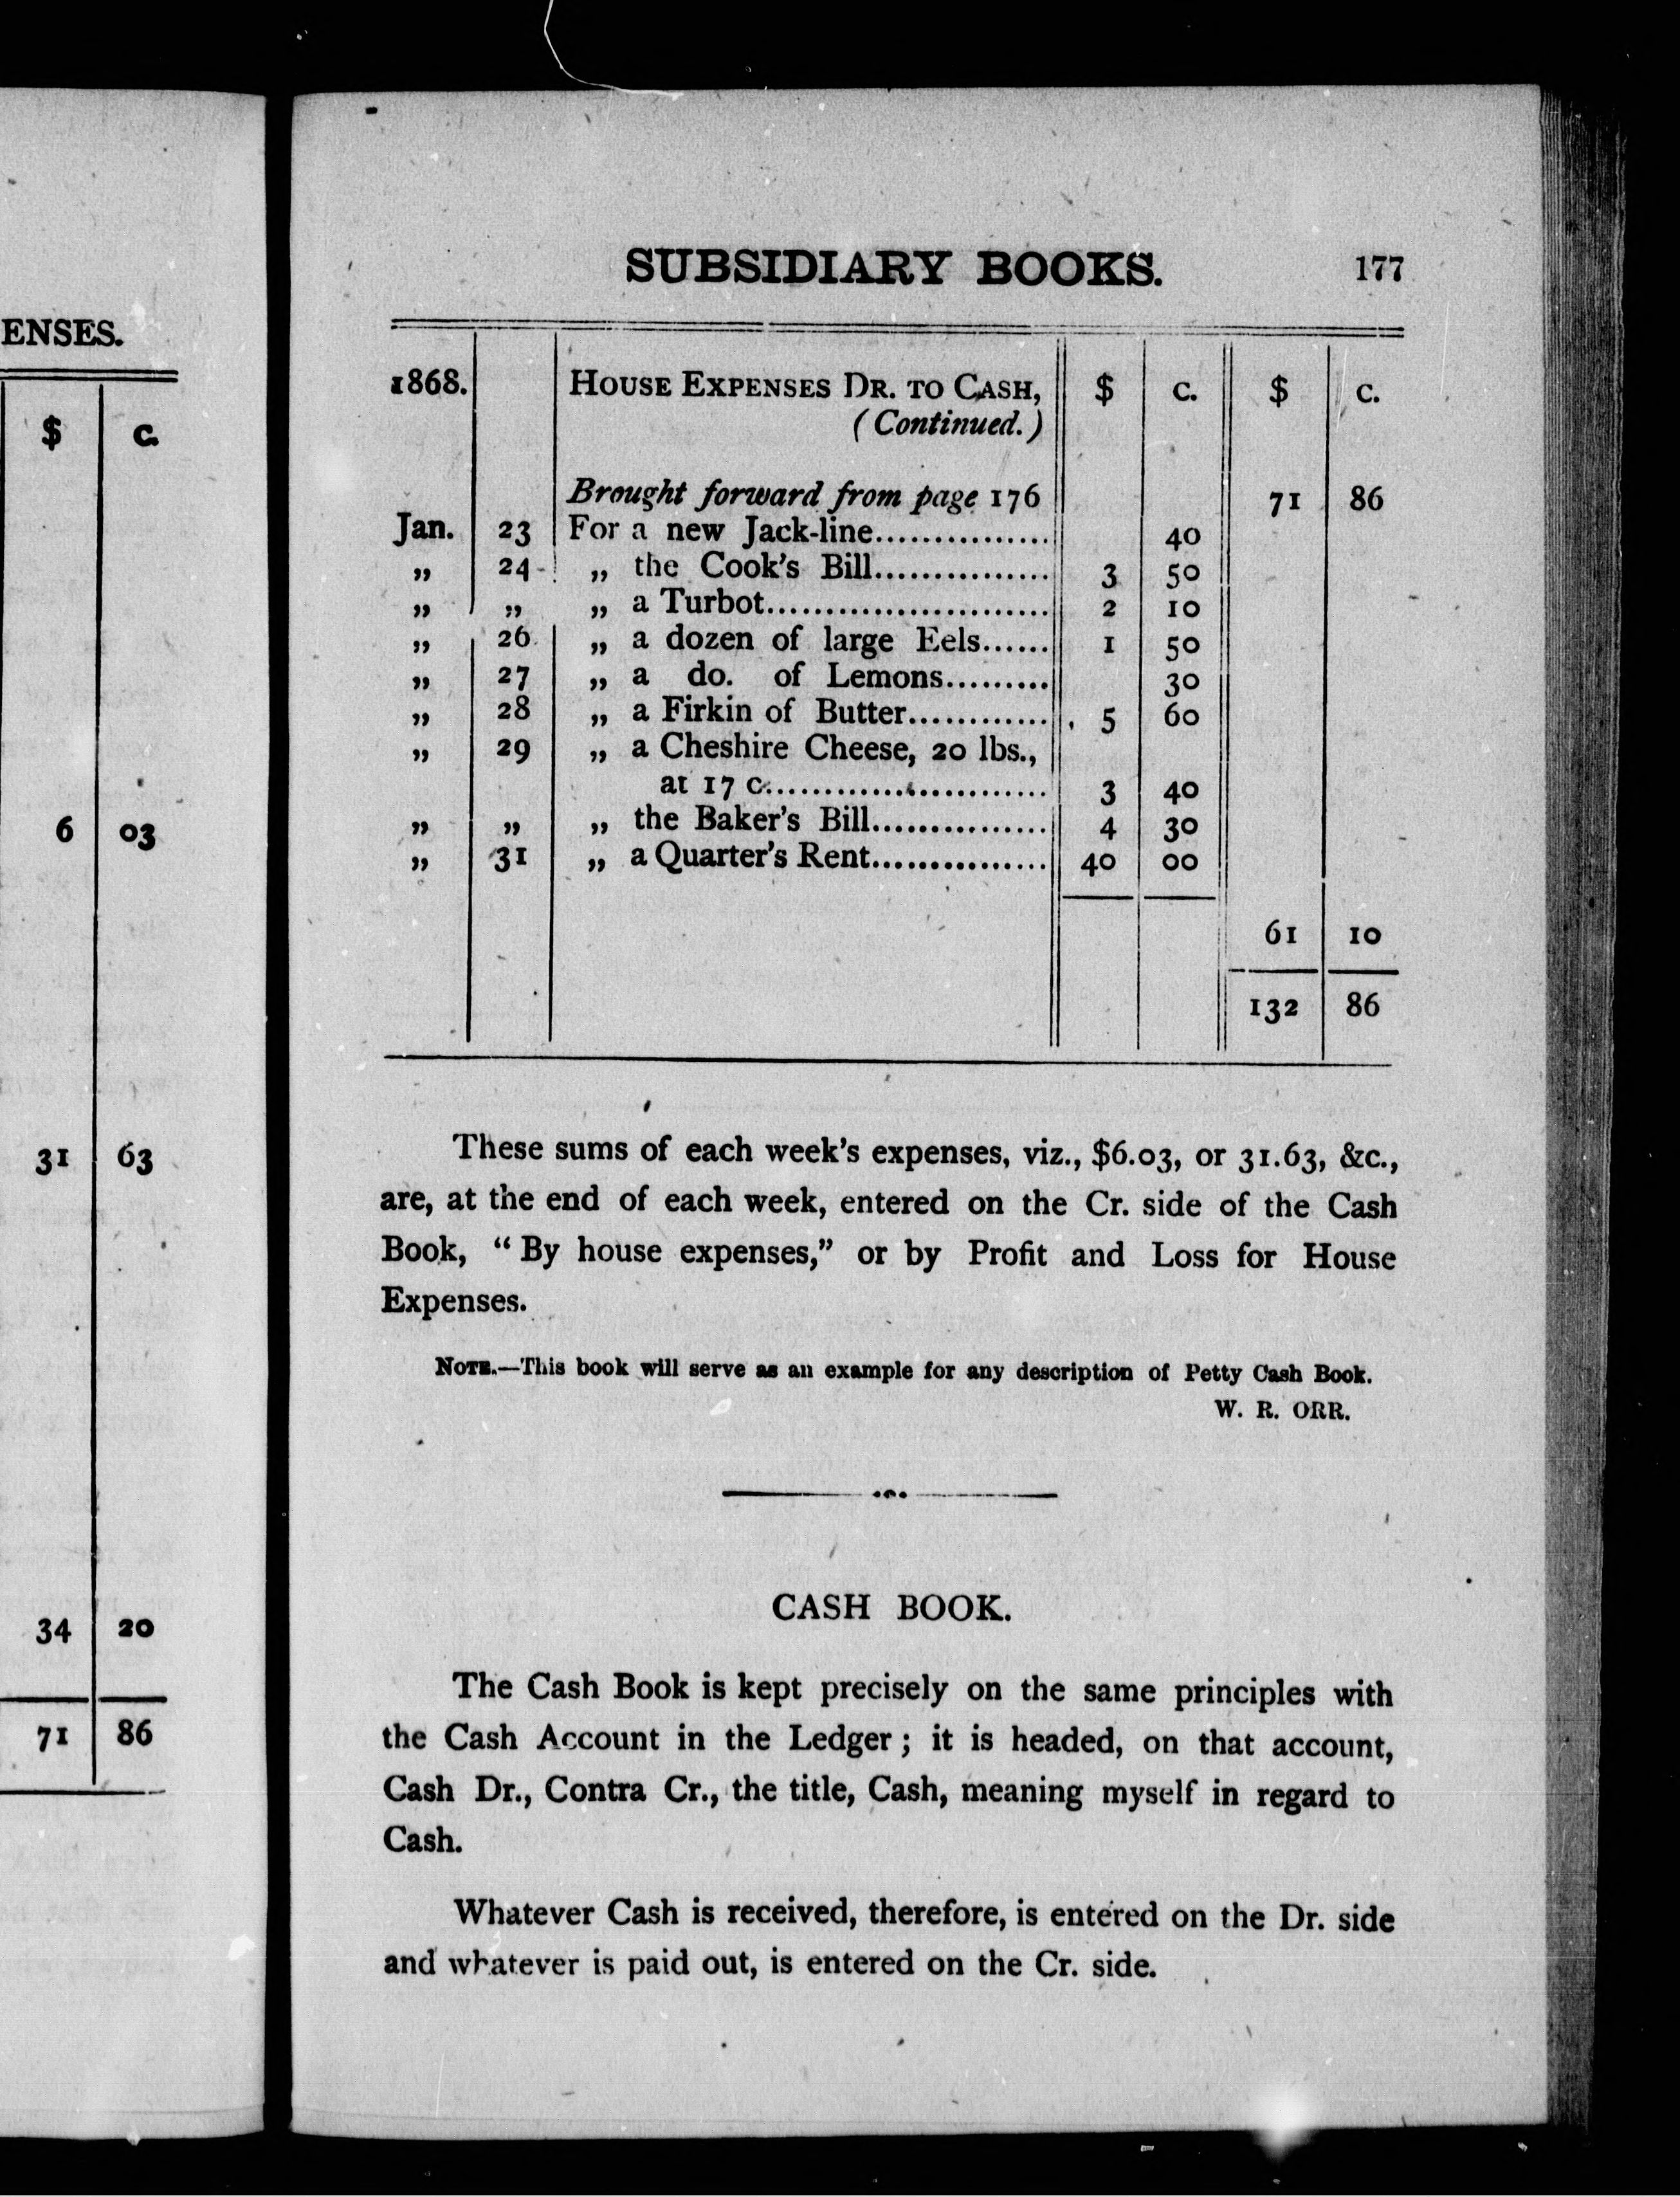 ENSES.
$ c.
6 03
31 63
34 20
71 86
SUBSIDIARY BOOKS. 177
1868. HOUSE EXPENSES DR. TO CASH, $ c. $ c.
(Continued.)
Brought forward from page 176 71 86
Jan. 23 For a new Jack-line............... 40
„ 24 „ the Cook's Bill............... 3 50
„ „ „ a Turbot........................ 2 10
„ 26 „ a dozen of large Eels...... 1 50
„ 27 „ a do. of Lemons......... 30
„ 28 „ a Firkin of Butter............ 5 60
„ 29 „ a Cheshire Cheese, 20 lbs.,
at 17 c........................ 3 40
„ „ „ the Baker's Bill............... 4 30
„ 31 „ a Quarter's Rent............... 40 00
61 10
132 86
These sums of each week's expenses, viz., $6.03, or 31.63, &c.,
are, at the end of each week, entered on the Cr. side of the Cash
Book, “By house expenses,” or by Profit and Loss for House
Expenses.
NOTE.—This book will serve as an example for any description of Petty Cash Book.
W. R. ORR.
CASH BOOK.
The Cash Book is kept precisely on the same principles with
the Cash Account in the Ledger; it is headed, on that account,
Cash Dr., Contra Cr., the title, Cash, meaning myself in regard to
Cash.
Whatever Cash is received, therefore, is entered on the Dr. side
and whatever is paid out, is entered on the Cr. side.